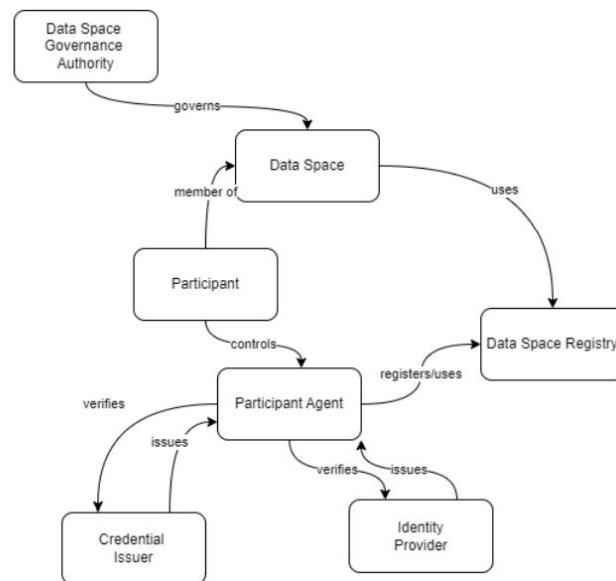 Data Space
Governance
Authority
governs
Data Space
member of
uses
Participant
controls
Data Space Registry
registers/uses
Participant Agent
verifies
issues
verifies
issues
Credential
Issuer
Identity
Provider